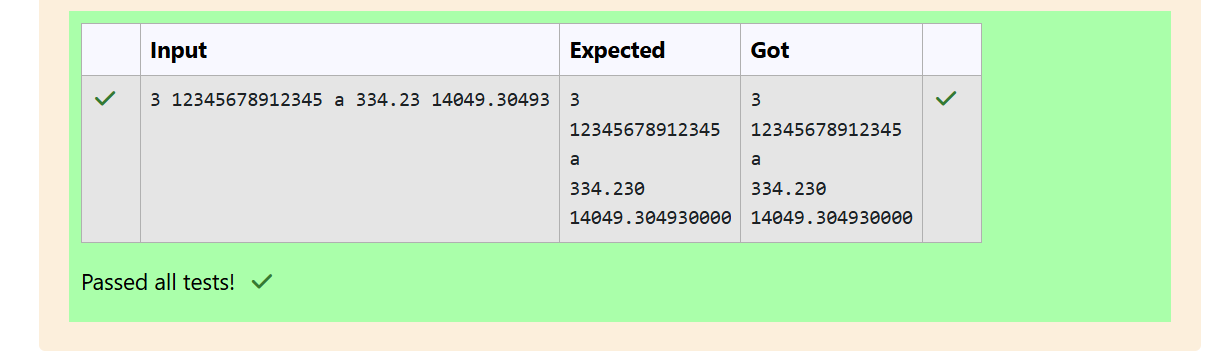 Input Expected Got
3 12345678912345 a 334.23 14049.30493 3 3
12345678912345 12345678912345
a a
334.230 334.230
14049.304930000 14049.304930000
Passed all tests!